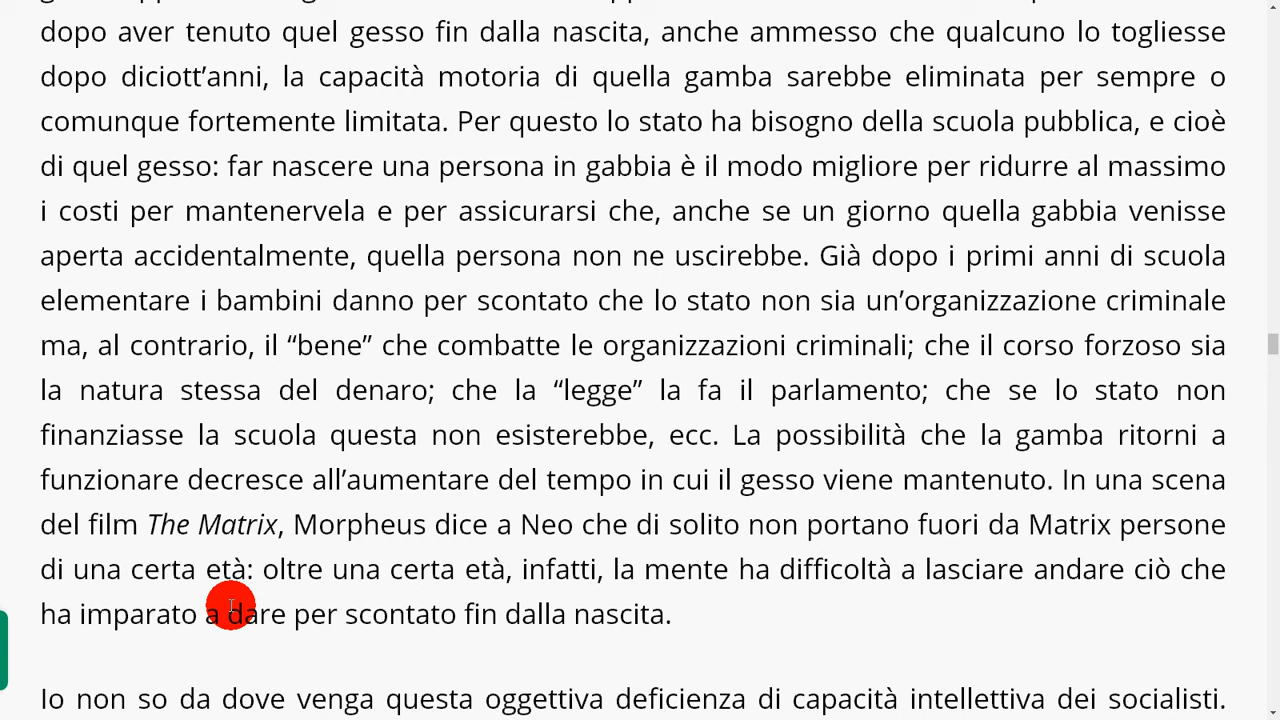 dopo aver tenuto quel gesso fin dalla nascita, anche ammesso che qualcuno lo togliesse
dopo diciott’anni, la capacità motoria di quella gamba sarebbe eliminata per sempre o
comunque fortemente limitata. Per questo lo stato ha bisogno della scuola pubblica, e cioè
di quel gesso: far nascere una persona in gabbia è il modo migliore per ridurre al massimo
i costi per mantenervela e per assicurarsi che, anche se un giorno quella gabbia venisse
aperta accidentalmente, quella persona non ne uscirebbe. Già dopo i primi anni di scuola
elementare i bambini danno per scontato che lo stato non sia un’organizzazione criminale
ma, al contrario, il “bene” che combatte le organizzazioni criminali; che il corso forzoso sia
la natura stessa del denaro; che la “legge” la fa il parlamento; che se lo stato non
finanziasse la scuola questa non esisterebbe, ecc. La possibilità che la gamba ritorni a
funzionare decresce all’aumentare del tempo in cui il gesso viene mantenuto. In una scena
del film The Matrix, Morpheus dice a Neo che di solito non portano fuori da Matrix persone
di una certa età: oltre una certa età, infatti, la mente ha difficoltà a lasciare andare ciò che
ha imparato a dare per scontato fin dalla nascita.
Io non so da dove venga questa oggettiva deficienza di capacità intellettiva dei socialisti.